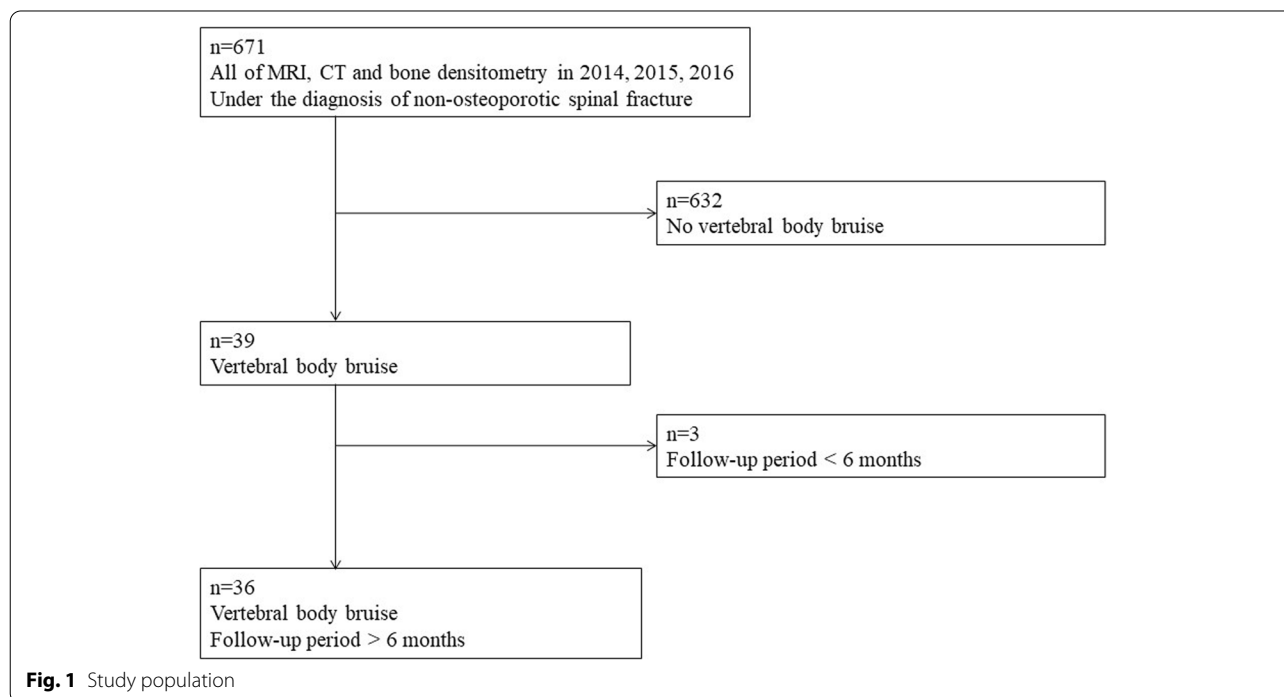 n=671
All of MRI, CT and bone densitometry in 2014, 2015, 2016
Under the diagnosis of non-osteoporotic spinal fracture
n=632
No vertebral body bruise
n=39
Vertebral body bruise
n=3
Follow-up period < 6 months
n=36
Vertebral body bruise
Follow-up period > 6 months
Fig. 1 Study population